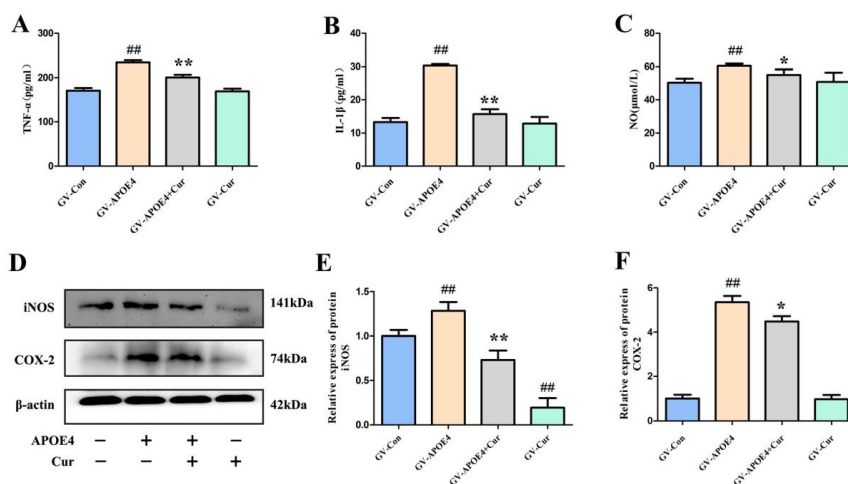 A
TNF-α (pg/ml)
250
200
150
100
50
0
##
**
GV-Con
GV-APOE4
GV-APOE4+Cur
GV-Cur
B
IL-1β (pg/ml)
40
30
20
10
0
##
**
GV-Con
GV-APOE4
GV-APOE4+Cur
GV-Cur
C
NO(μmol/L)
80
60
40
20
0
##
*
GV-Con
GV-APOE4
GV-APOE4+Cur
GV-Cur
D
iNOS
141kDa
COX-2
74kDa
β-actin
42kDa
APOE4 − + + −
Cur − − + +
E
Relative express of protein
iNOS
1.5
1.0
0.5
0.0
##
**
##
GV-Con
GV-APOE4
GV-APOE4+Cur
GV-Cur
F
Relative express of protein
COX-2
6
4
2
0
##
*
GV-Con
GV-APOE4
GV-APOE4+Cur
GV-Cur